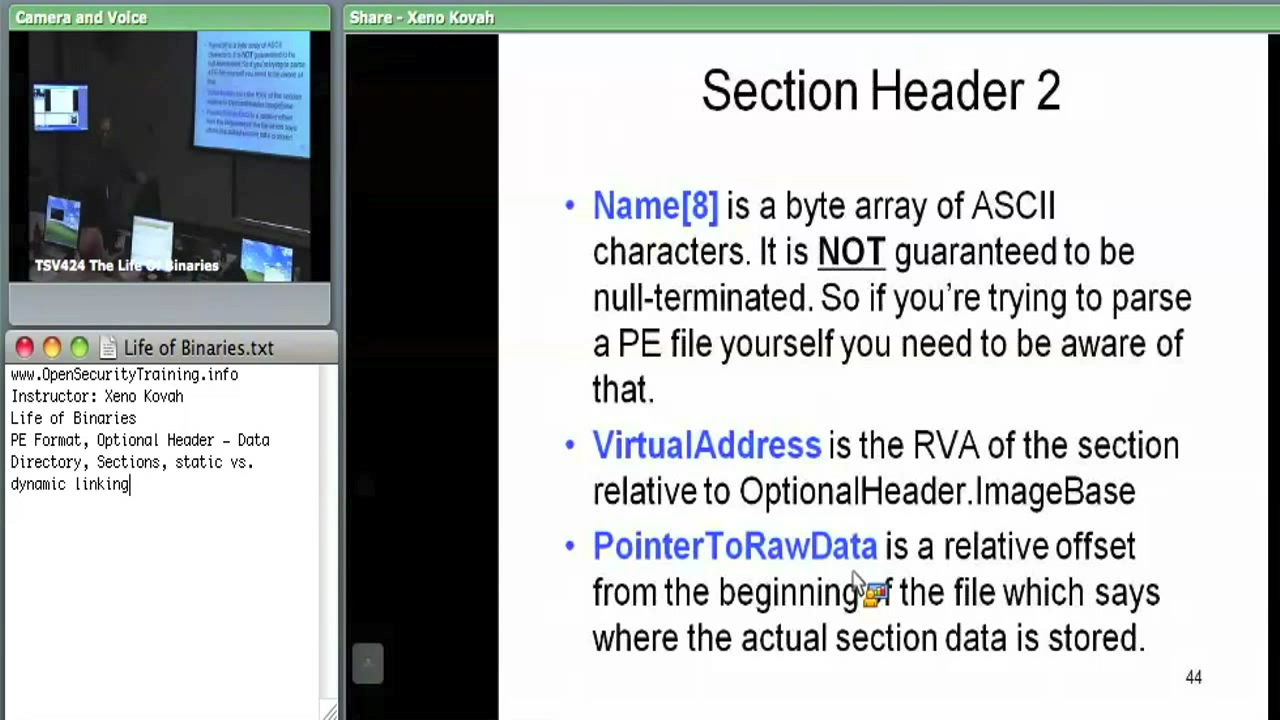 Camera and Voice
Share - Xeno Kovah
TSV424 The Life Of Binaries
Life of Binaries.txt
www.OpenSecurityTraining.info
Instructor: Xeno Kovah
Life of Binaries
PE Format, Optional Header – Data
Directory, Sections, static vs.
dynamic linking
Section Header 2
• Name[8] is a byte array of ASCII
characters. It is NOT guaranteed to be
null-terminated. So if you're trying to parse
a PE file yourself you need to be aware of
that.
• VirtualAddress is the RVA of the section
relative to OptionalHeader.ImageBase
• PointerToRawData is a relative offset
from the beginning of the file which says
where the actual section data is stored.
44